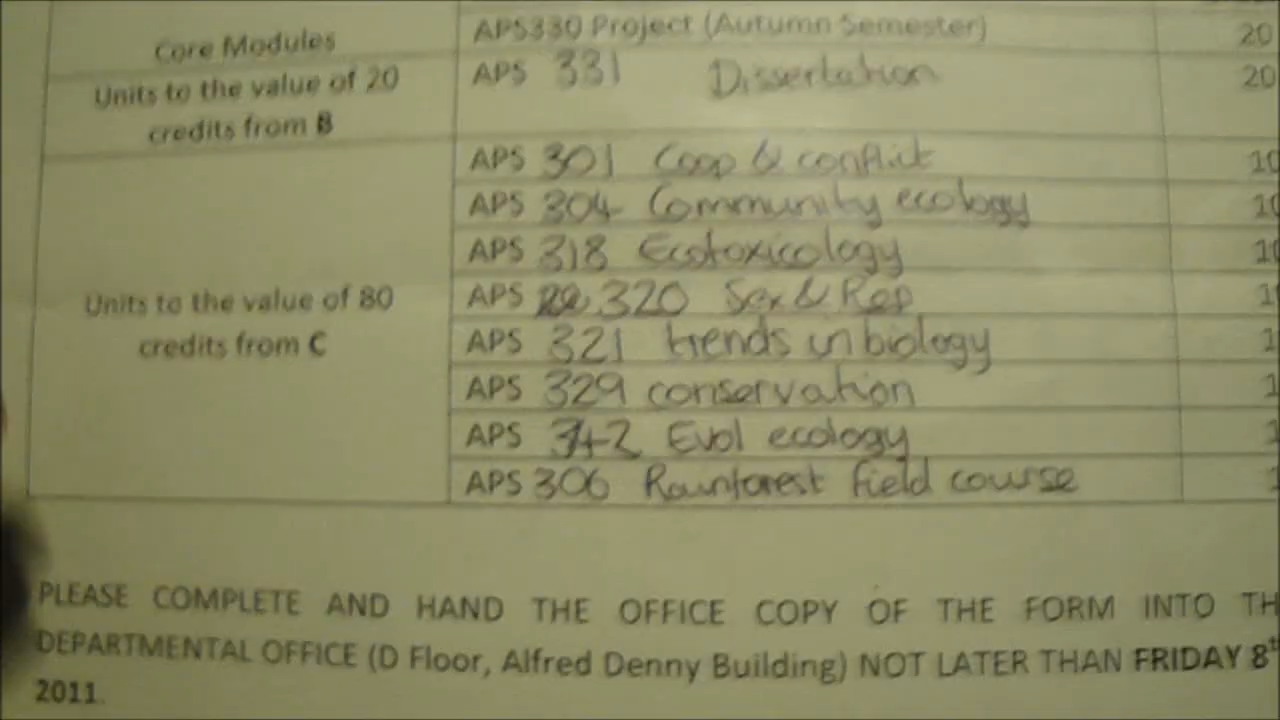 Core Modules APS330 Project (Autumn Semester) 20
Units to the value of 20 credits from B APS 331 Dissertation 20
Units to the value of 80 credits from C
APS 301 Coop & conflict 10
APS 304 Community ecology 10
APS 318 Ecotoxicology
APS 320 Sex & Rep
APS 321 trends in biology
APS 329 conservation
APS 342 Evol ecology
APS 306 Rainforest field course
PLEASE COMPLETE AND HAND THE OFFICE COPY OF THE FORM INTO TH
DEPARTMENTAL OFFICE (D Floor, Alfred Denny Building) NOT LATER THAN FRIDAY 8
2011.